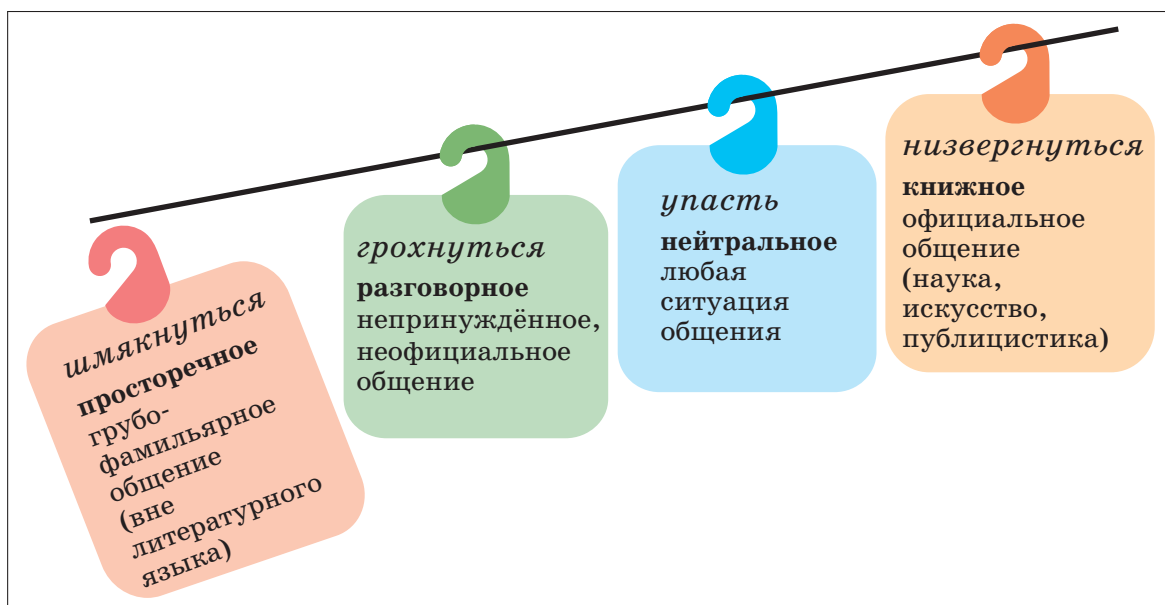 шмякнуться
просторечное
грубо-
фамильярное
общение
(вне
литературного
языка)
грохнуться
разговорное
непринуждённое,
неофициальное
общение
упасть
нейтральное
любая
ситуация
общения
низвергнуться
книжное
официальное
общение
(наука,
искусство,
публицистика)